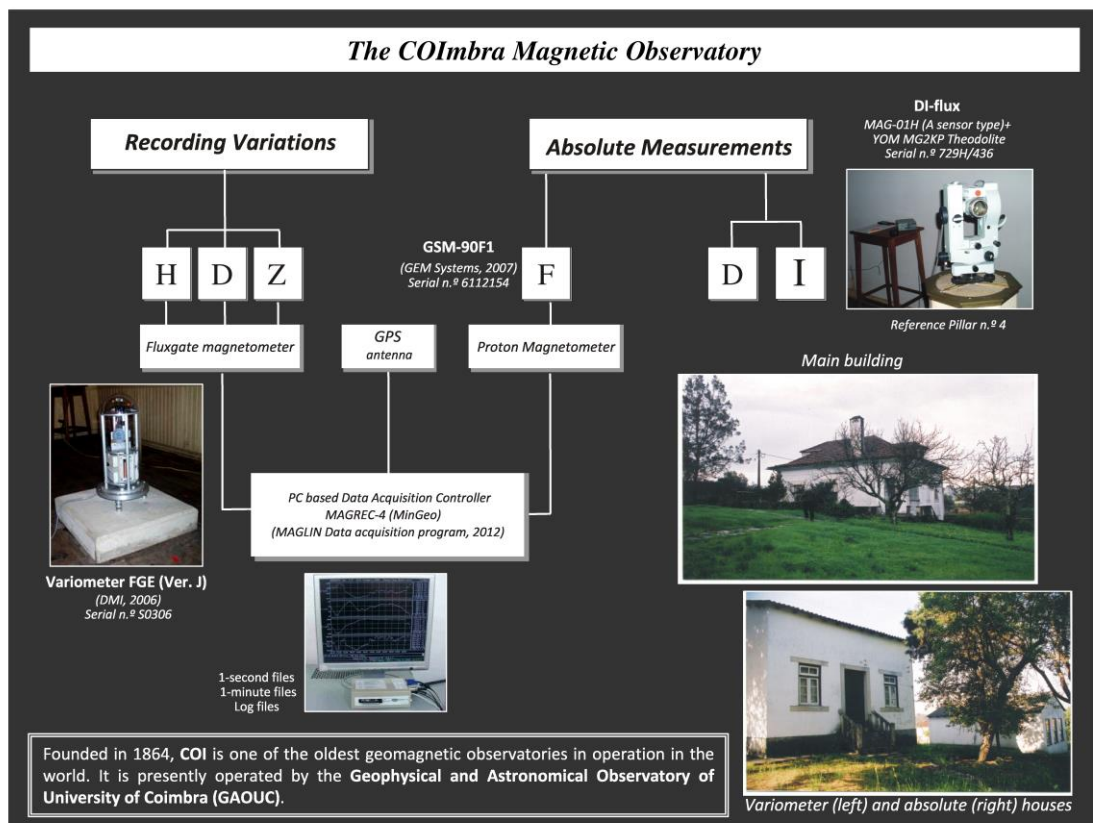 The COImbra Magnetic Observatory
Recording Variations
H D Z
Fluxgate magnetometer
Variometer FGE (Ver. J)
(DMI, 2006)
Serial n.º S0306
GPS
antenna
Absolute Measurements
GSM-90F1
(GEM Systems, 2007)
Serial n.º 6112154
F
D
I
Proton Magnetometer
DI-flux
MAG-01H (A sensor type)+
YOM MG2KP Theodolite
Serial n.º 729H/436
Reference Pillar n.º 4
PC based Data Acquisition Controller
MAGREC-4 (MinGeo)
(MAGLIN Data acquisition program, 2012)
1-second files
1-minute files
Log files
Main building
Variometer (left) and absolute (right) houses
Founded in 1864, COI is one of the oldest geomagnetic observatories in operation in the
world. It is presently operated by the Geophysical and Astronomical Observatory of
University of Coimbra (GAOUC).